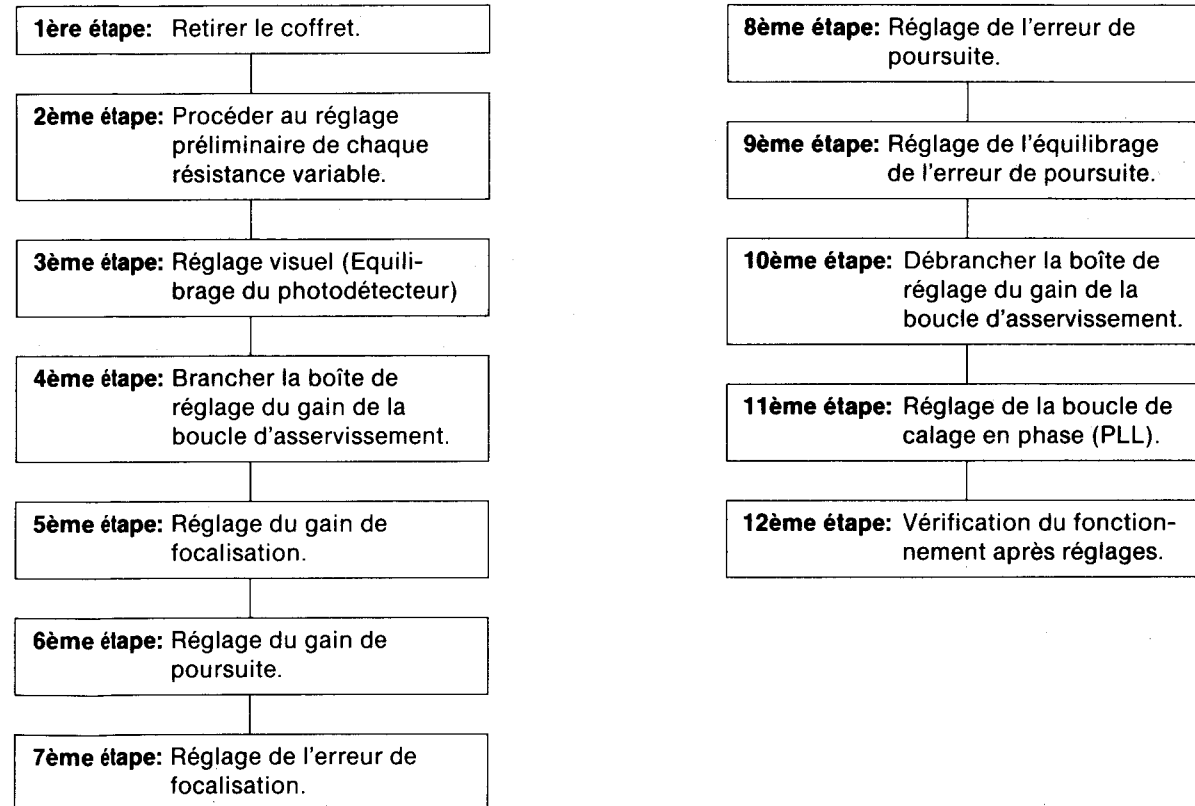 1ère étape: Retirer le coffret.
2ème étape: Procéder au réglage
préliminaire de chaque
résistance variable.
3ème étape: Réglage visuel (Equili-
brage du photodétecteur)
4ème étape: Brancher la boîte de
réglage du gain de la
boucle d'asservissement.
5ème étape: Réglage du gain de
focalisation.
6ème étape: Réglage du gain de
poursuite.
7ème étape: Réglage de l'erreur de
focalisation.
8ème étape: Réglage de l'erreur de
poursuite.
9ème étape: Réglage de l'équilibrage
de l'erreur de poursuite.
10ème étape: Débrancher la boîte de
réglage du gain de la
boucle d'asservissement.
11ème étape: Réglage de la boucle de
calage en phase (PLL).
12ème étape: Vérification du fonction-
nement après réglages.